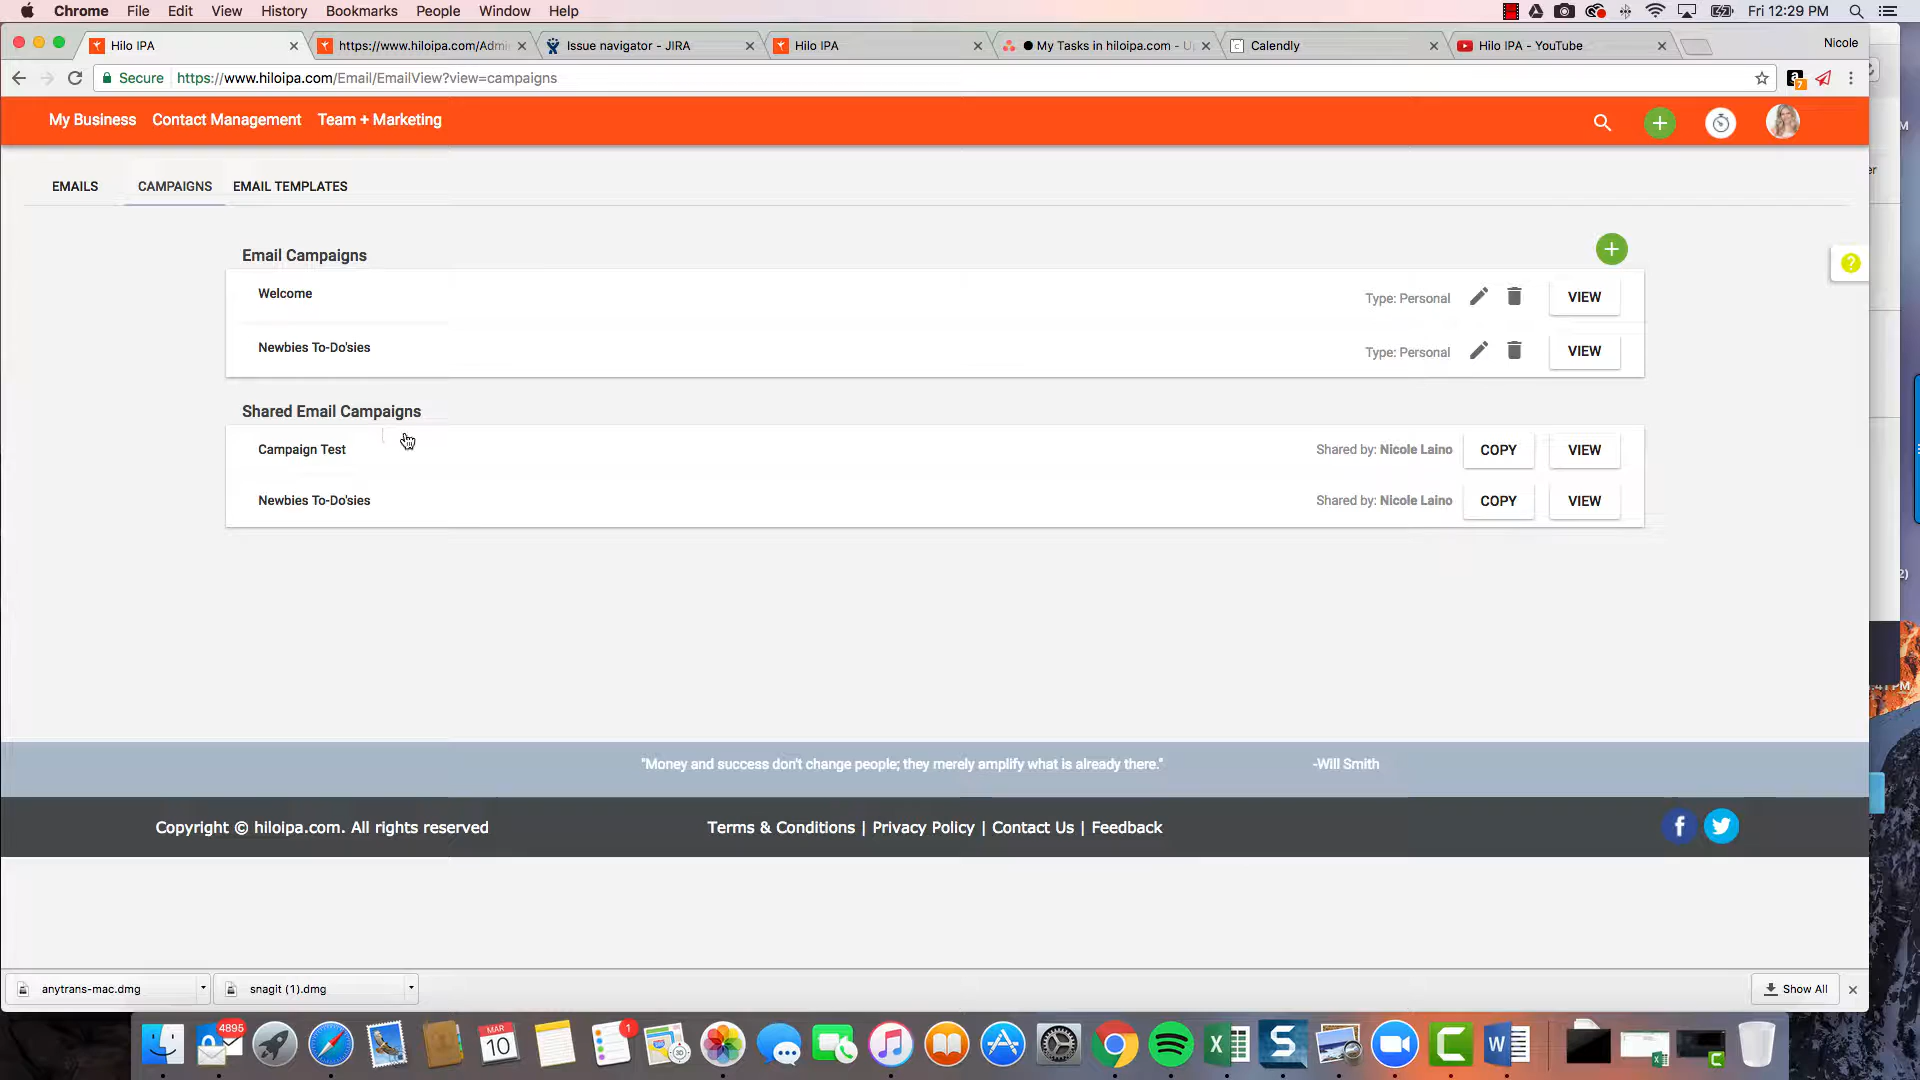 Chrome File Edit View History Bookmarks People Window Help Fri 12:29 PM
Hilo IPA https://www.hiloipa.com/Admi Issue navigator - JIRA Hilo IPA My Tasks in hiloipa.com - U Calendly Hilo IPA - YouTube Nicole
Secure https://www.hiloipa.com/Email/EmailView?view=campaigns
7
My Business Contact Management Team + Marketing
EMAILS CAMPAIGNS EMAIL TEMPLATES
Email Campaigns
?
Welcome Type: Personal VIEW
Newbies To-Do'sies Type: Personal VIEW
Shared Email Campaigns
Campaign Test Shared by: Nicole Laino COPY VIEW
Newbies To-Do'sies Shared by: Nicole Laino COPY VIEW
"Money and success don't change people; they merely amplify what is already there." -Will Smith
Copyright © hiloipa.com. All rights reserved Terms & Conditions | Privacy Policy | Contact Us | Feedback
anytrans-mac.dmg snagit (1).dmg Show All
4895 MAR 10 1